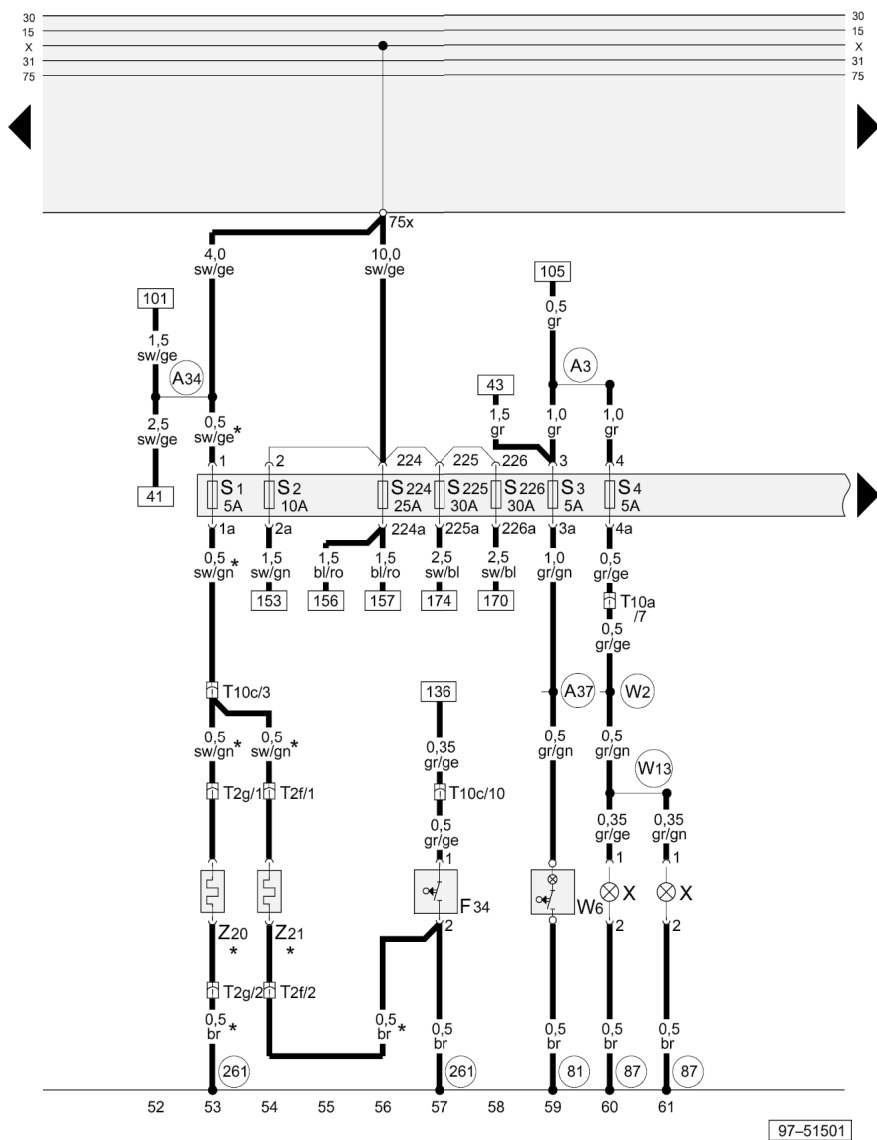 30 30
15 15
X X
31 31
75 75
75x
4,0 10,0
sw/ge sw/ge
101 105
1,5 0,5
sw/ge gr
A34 A3
43
2,5 0,5 1,5 1,0 1,0
sw/ge sw/ge* gr gr gr
1 2 224 225 226 3 4
41
S1 S2 S224 S225 S226 S3 S4
5A 10A 25A 30A 30A 5A 5A
1a 2a 224a 225a 226a 3a 4a
0,5 1,5 1,5 1,5 2,5 2,5 1,0 0,5
sw/gn* sw/gn bl/ro bl/ro sw/bl sw/bl gr/gn gr/ge
153 156 157 174 170 T10a
/7
0,5
gr/ge
T10c/3 136 A37 W2
0,5 0,5 0,35 0,5 0,5
sw/gn* sw/gn* gr/ge gr/gn gr/gn
W13
T2g/1 T2f/1 T10c/10
0,5 0,35 0,35
gr/ge gr/ge gr/gn
1 1 1
F34 W6 X X
Z20 Z21 2 2 2
* *
T2g/2 T2f/2
0,5 0,5 0,5 0,5 0,5 0,5
br* br* br br br br
261 261 81 87 87
52 53 54 55 56 57 58 59 60 61
97–51501